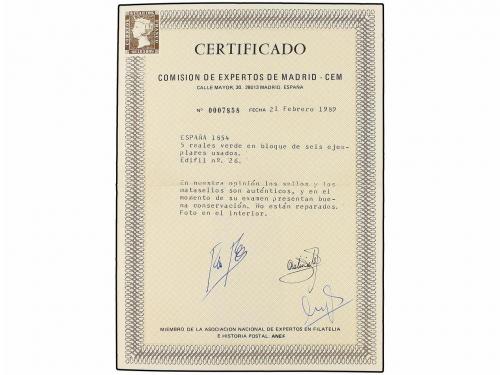 CERTIFICADO
COMISION DE EXPERTOS DE MADRID - CEM
CALLE MAYOR, 20. 28013 MADRID. ESPAÑA
Nº 0007858 FECHA 21 Febrero 1989
ESPAÑA 1854
5 reales verde en bloque de seis ejem-
plares usados.
Edifil nº. 26.
En nuestra opinión los sellos y los
matasellos son auténticos, y en el
momento de su examen presentan bue-
na conservación. No están reparados.
Foto en el interior.
MIEMBRO DE LA ASOCIACION NACIONAL DE EXPERTOS EN FILATELIA
E HISTORIA POSTAL: ANEF